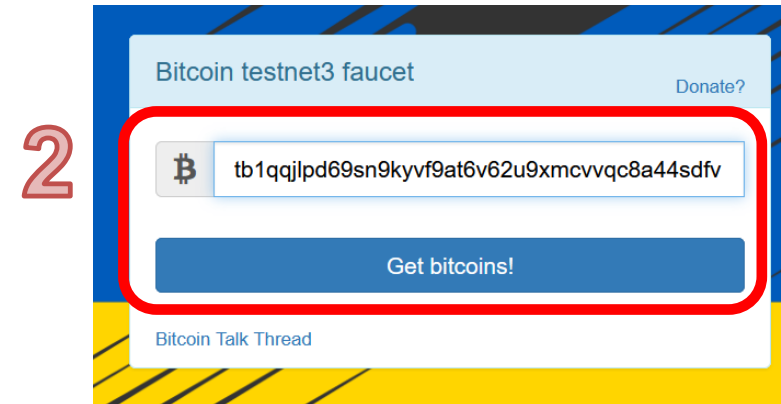 2
Bitcoin testnet3 faucet
Donate?
tb1qqjlpd69sn9kyvf9at6v62u9xmcvvqc8a44sdfv
Get bitcoins!
Bitcoin Talk Thread